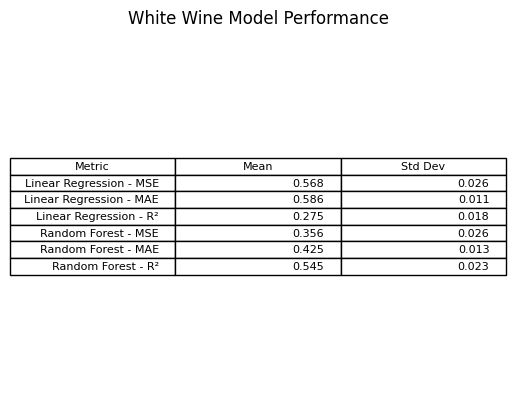 White Wine Model Performance
Metric Mean Std Dev
Linear Regression - MSE 0.568 0.026
Linear Regression - MAE 0.586 0.011
Linear Regression - R² 0.275 0.018
Random Forest - MSE 0.356 0.026
Random Forest - MAE 0.425 0.013
Random Forest - R² 0.545 0.023